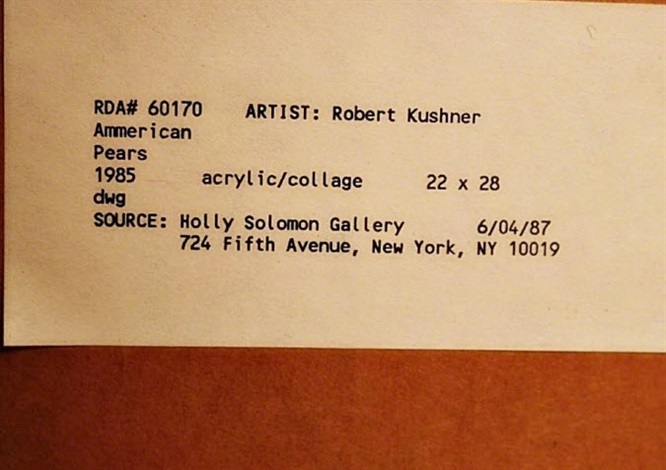 RDA# 60170 ARTIST: Robert Kushner
Ammerican
Pears
1985 acrylic/collage 22 x 28
dwg
SOURCE: Holly Solomon Gallery 6/04/87
724 Fifth Avenue, New York, NY 10019